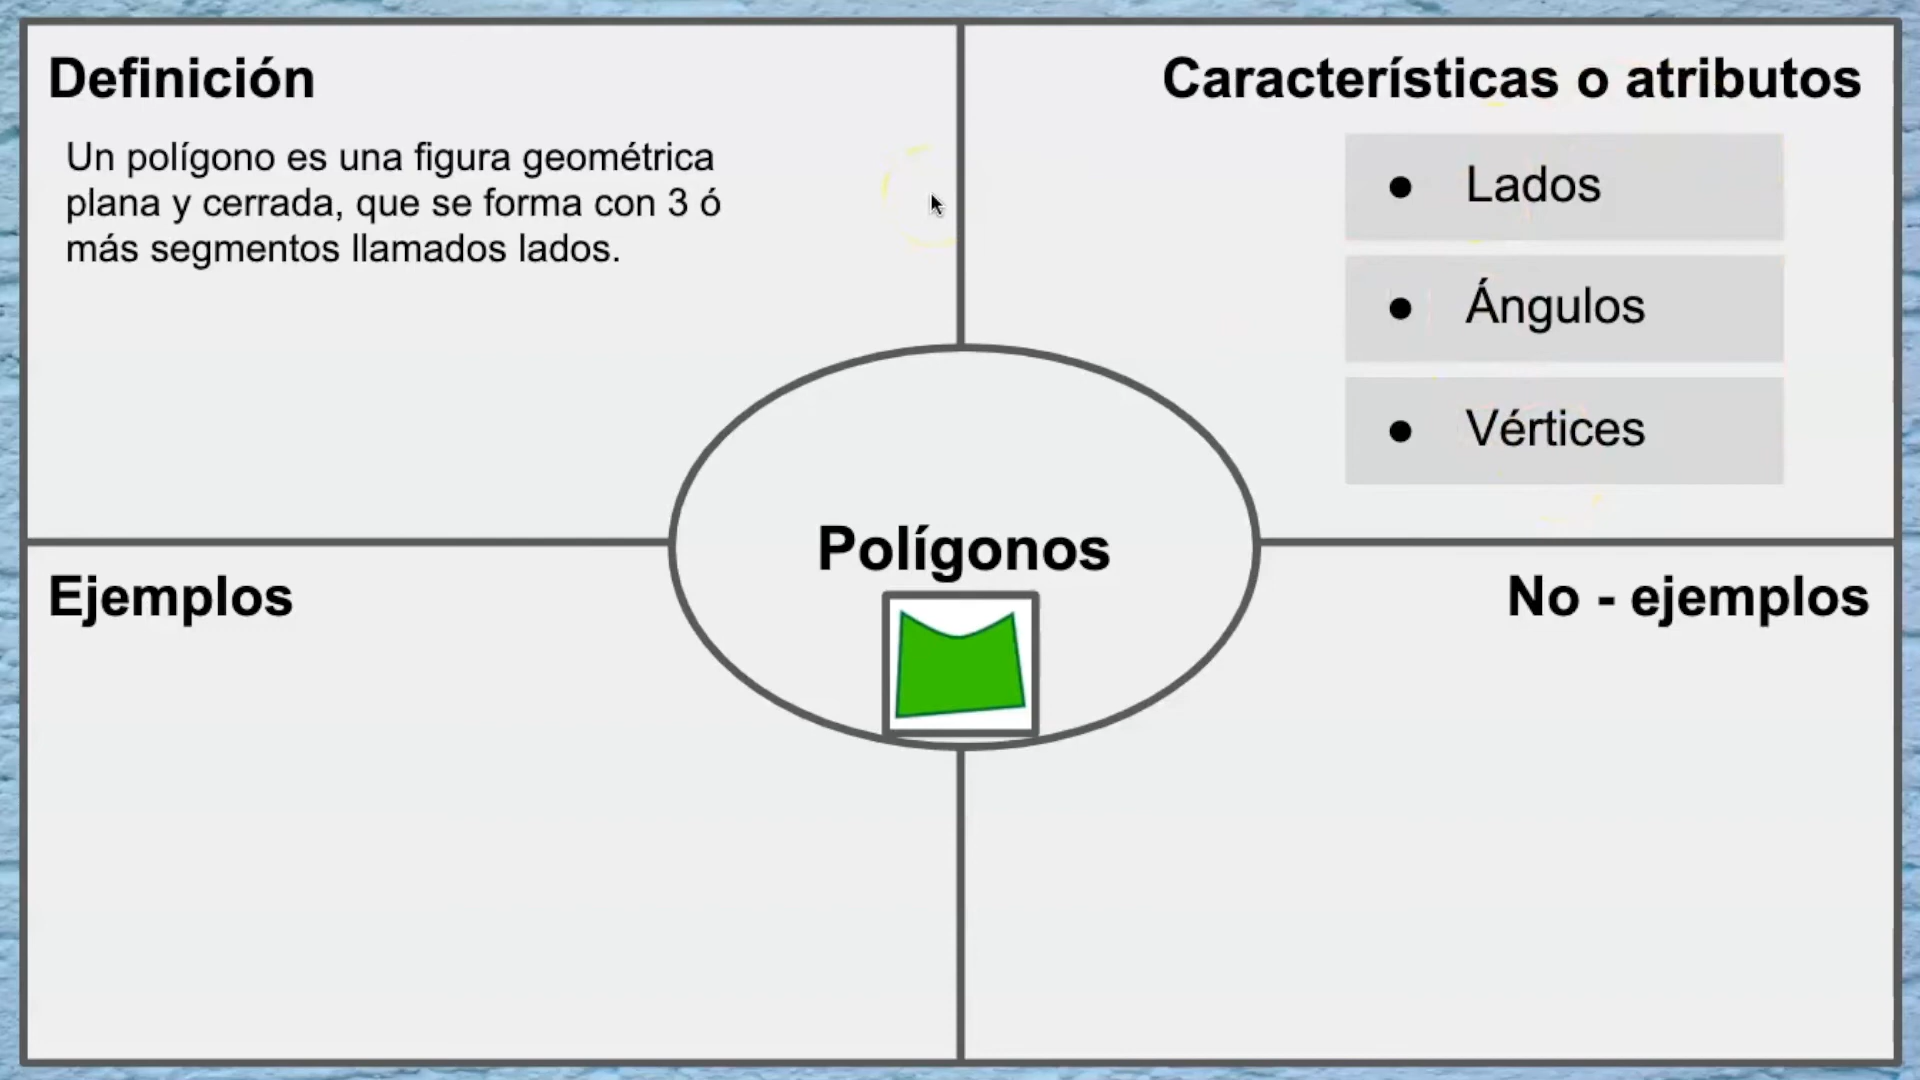 Definición
Un polígono es una figura geométrica
plana y cerrada, que se forma con 3 ó
más segmentos llamados lados.
Características o atributos
● Lados
● Ángulos
● Vértices
Polígonos
Ejemplos
No - ejemplos